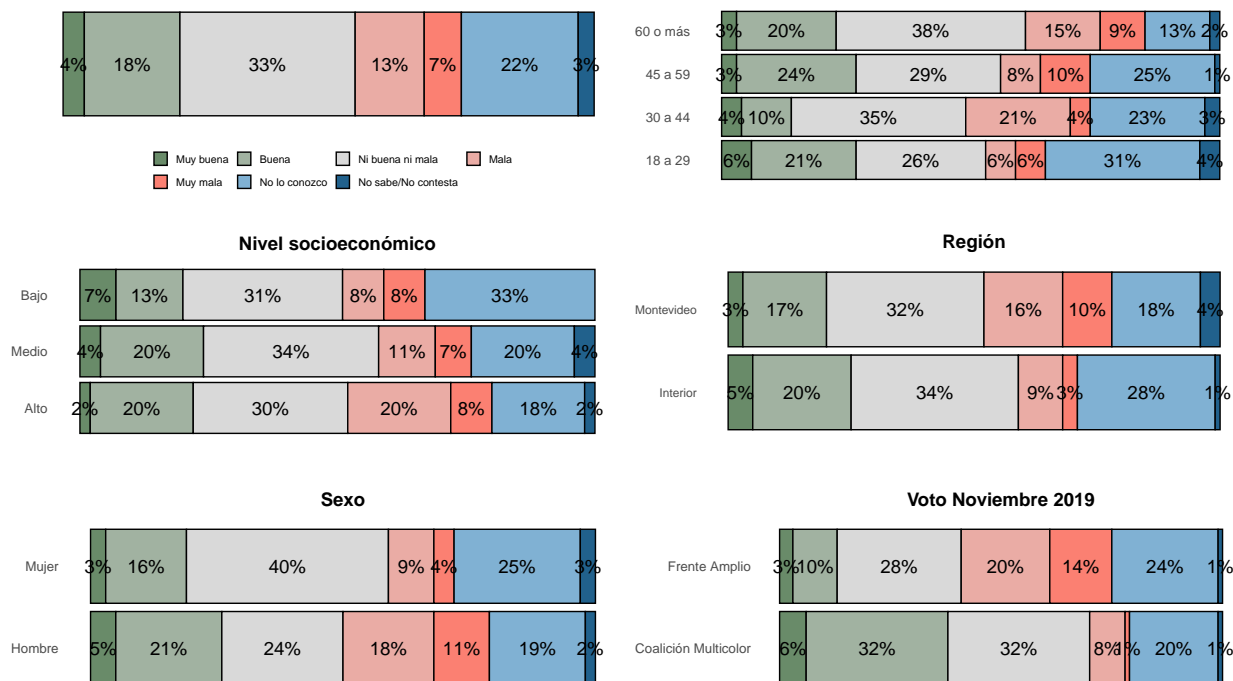 4% 18% 33% 13% 7% 22% 3%
Muy buena Buena Ni buena ni mala Mala
Muy mala No lo conozco No sabe/No contesta
60 o más 3% 20% 38% 15% 9% 13% 2%
45 a 59 3% 24% 29% 8% 10% 25% 1%
30 a 44 4% 10% 35% 21% 4% 23% 3%
18 a 29 6% 21% 26% 6% 6% 31% 4%
Nivel socioeconómico
Bajo 7% 13% 31% 8% 8% 33%
Medio 4% 20% 34% 11% 7% 20% 4%
Alto 2% 20% 30% 20% 8% 18% 2%
Región
Montevideo 3% 17% 32% 16% 10% 18% 4%
Interior 5% 20% 34% 9% 3% 28% 1%
Sexo
Mujer 3% 16% 40% 9% 4% 25% 3%
Hombre 5% 21% 24% 18% 11% 19% 2%
Voto Noviembre 2019
Frente Amplio 3% 10% 28% 20% 14% 24% 1%
Coalición Multicolor 6% 32% 32% 8% 1% 20% 1%